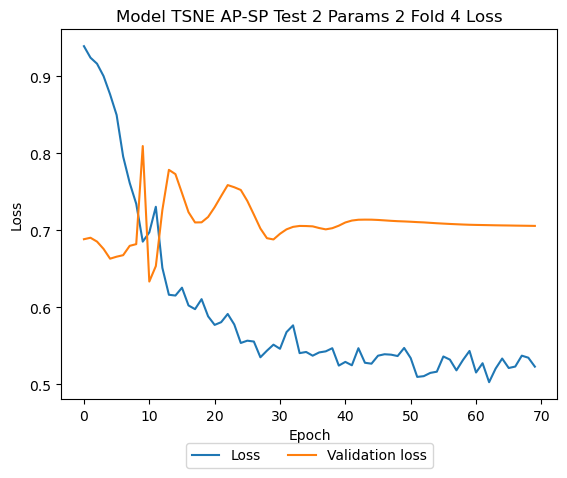 Model TSNE AP-SP Test 2 Params 2 Fold 4 Loss
0.9
0.8
0.7
0.6
0.5
Loss
0 10 20 30 40 50 60 70
Epoch
Loss Validation loss